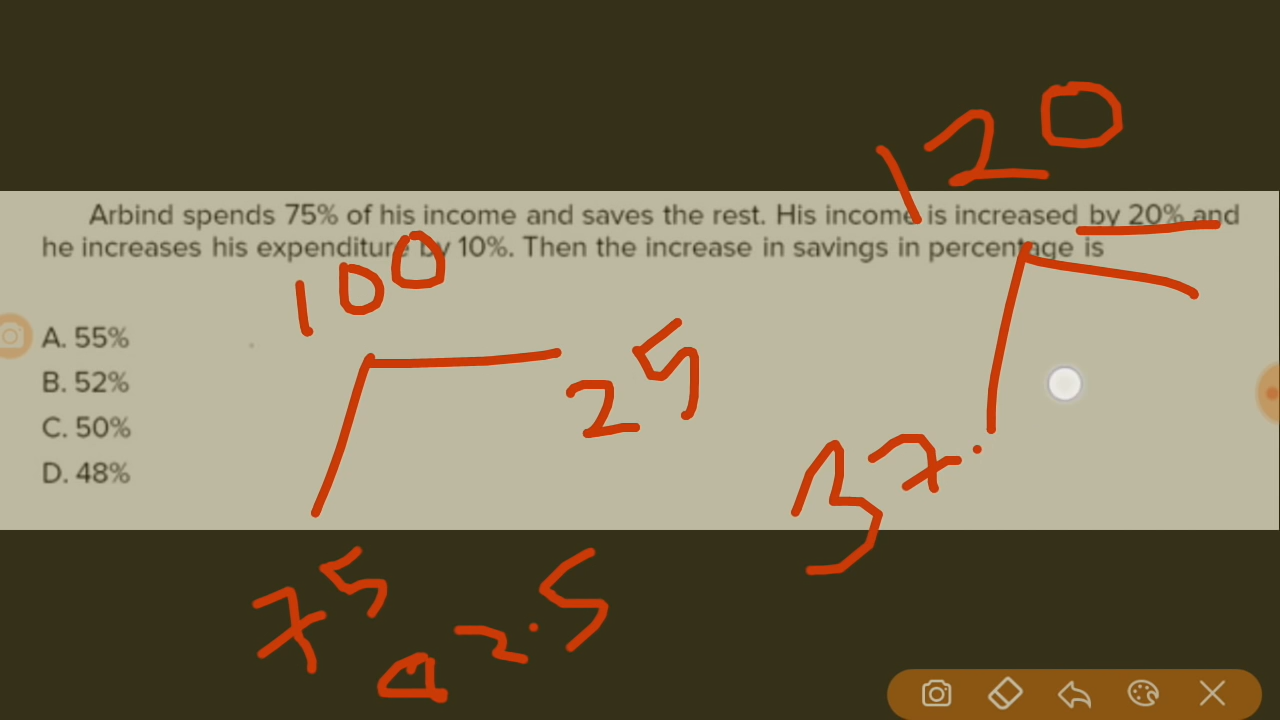 120
Arbind spends 75% of his income and saves the rest. His income is increased by 20% and
he increases his expenditure by 10%. Then the increase in savings in percentage is
100
A. 55%
25
B. 52%
C. 50%
37.
D. 48%
75
2.5